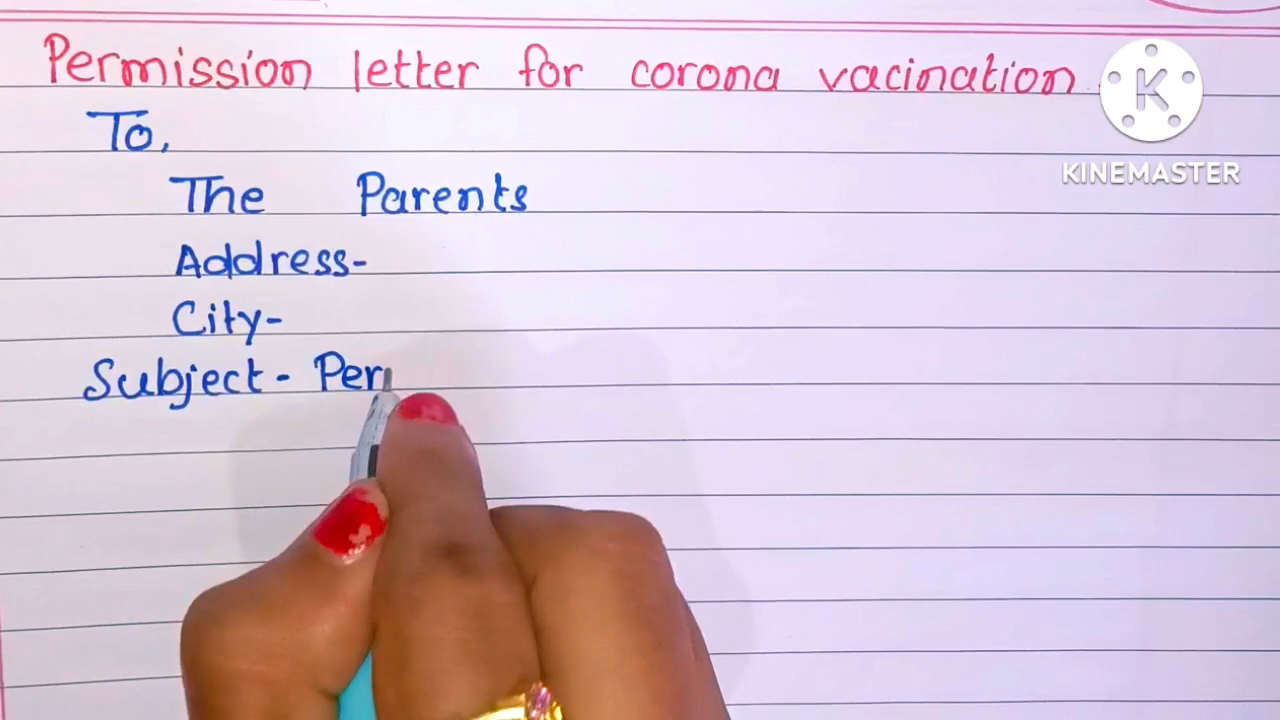 Permission letter for corona vacination
To,
The Parents
Address-
City-
Subject - Per
K
KINEMASTER